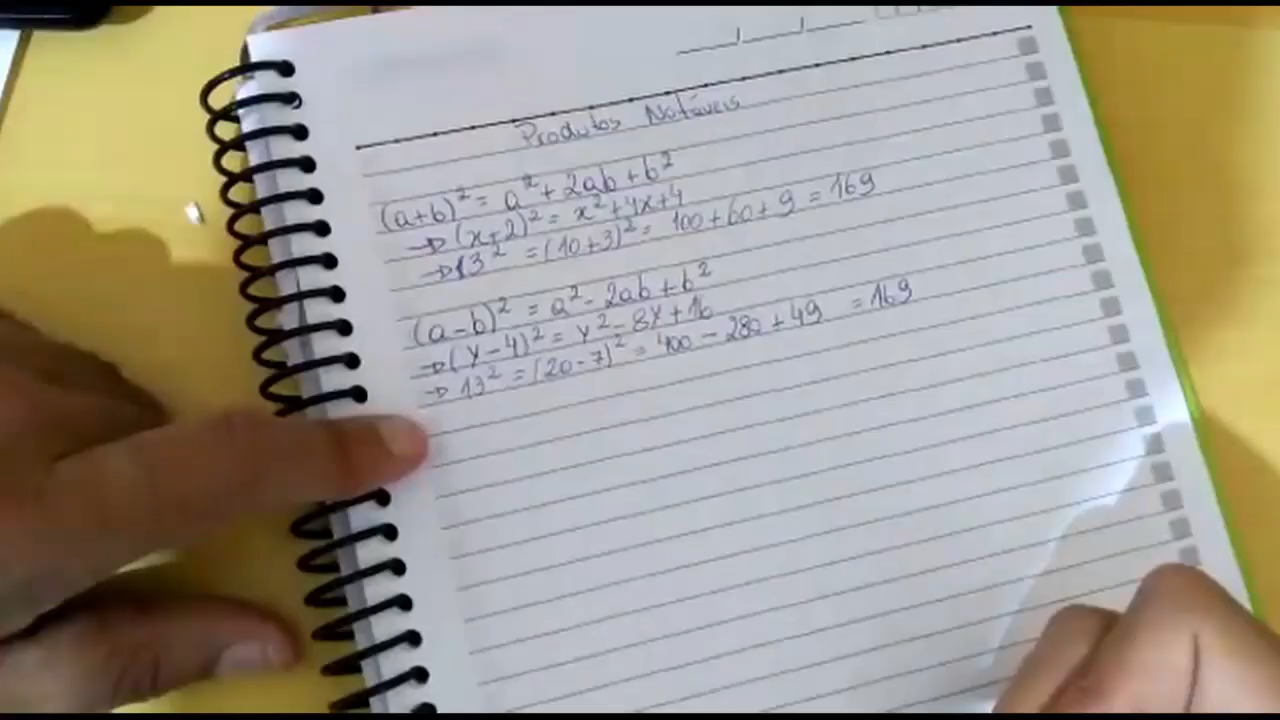 Produtos Notáveis
(a+b)² = a² + 2ab + b²
→ (x+2)² = x² + 4x + 4
→ 13² = (10+3)² = 100 + 60 + 9 = 169
(a-b)² = a² - 2ab + b²
→ (y-4)² = y² - 8y + 16
→ 13² = (20-7)² = 400 - 280 + 49 = 169